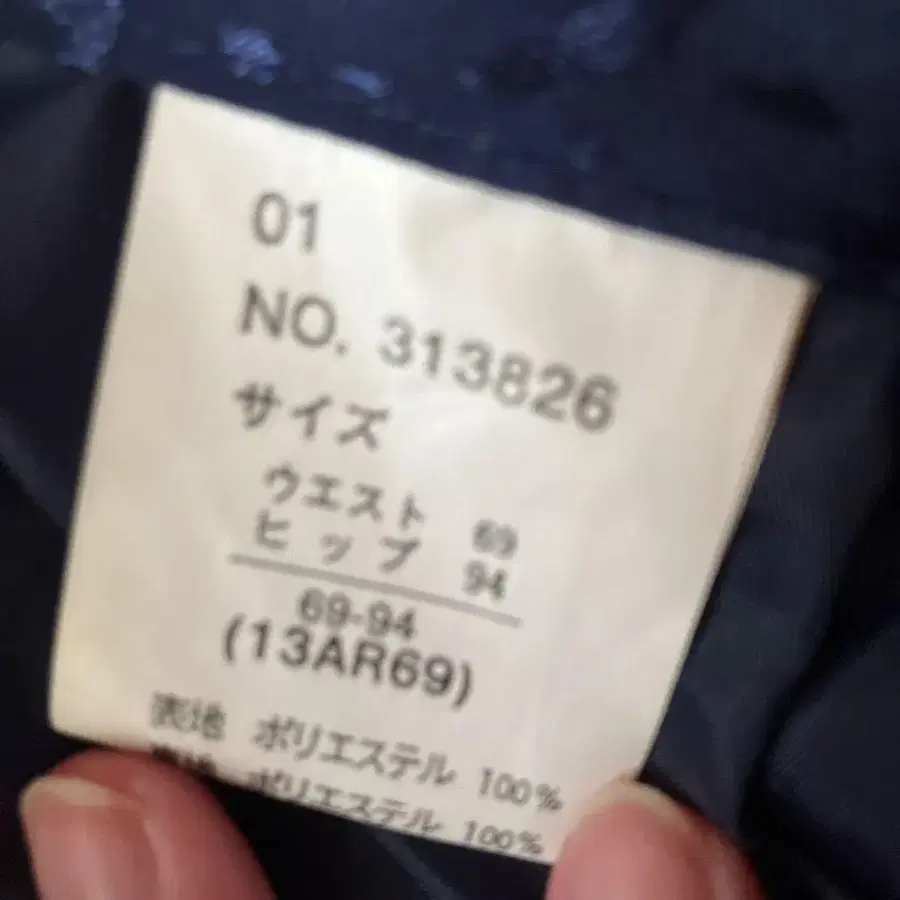 01
NO. 313826
サイズ
ウエスト 69
ヒップ 94
69-94
(13AR69)
表地 ポリエステル 100%
ポリエステル 100%